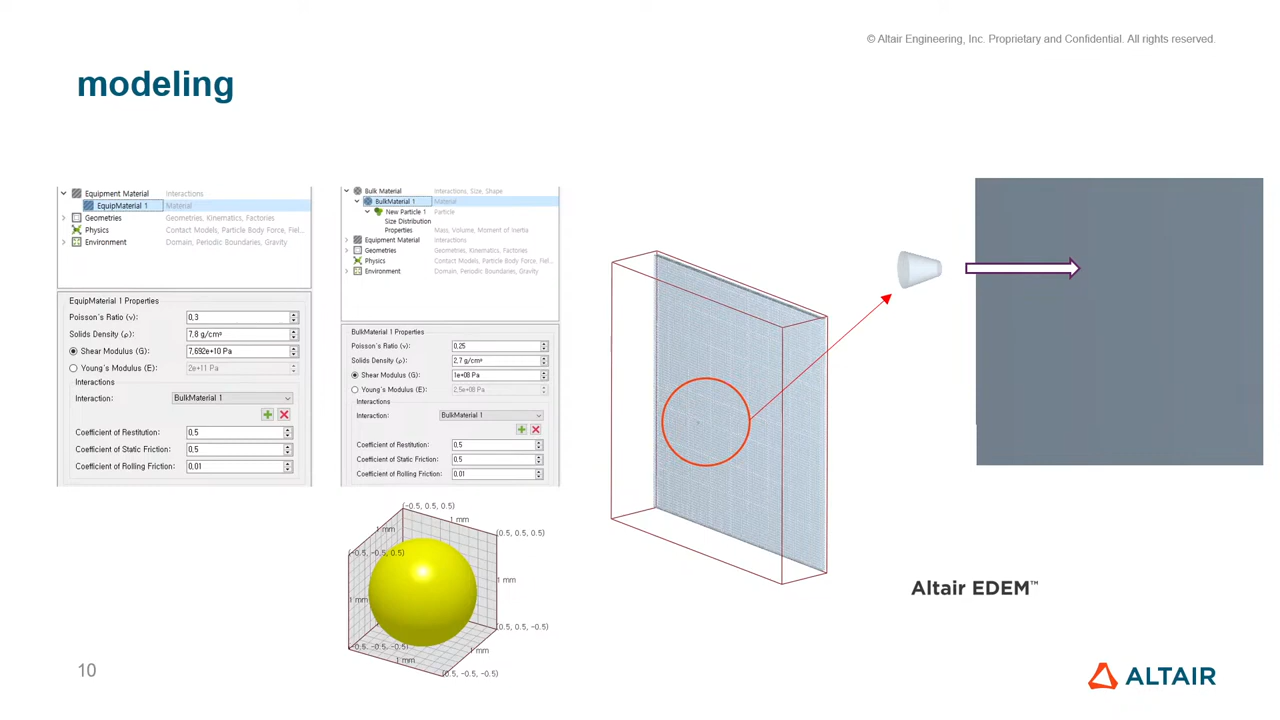 © Altair Engineering, Inc. Proprietary and Confidential. All rights reserved.
modeling
Equipment Material Interactions
EquipMaterial 1 Material
Geometries Geometries, Kinematics, Factories
Physics Contact Models, Particle Body Force, Fiel...
Environment Domain, Periodic Boundaries, Gravity
EquipMaterial 1 Properties
Poisson's Ratio (ν): 0,3
Solids Density (ρ): 7,8 g/cm³
Shear Modulus (G): 7,692e+10 Pa
Young's Modulus (E): 2e+11 Pa
Interactions
Interaction: BulkMaterial 1
Coefficient of Restitution: 0,5
Coefficient of Static Friction: 0,5
Coefficient of Rolling Friction: 0,01
Bulk Material Interactions, Size, Shape
BulkMaterial 1 Material
New Particle 1 Particle
Size Distribution
Properties Mass, Volume, Moment of Inertia
Equipment Material Interactions
Geometries Geometries, Kinematics, Factories
Physics Contact Models, Particle Body Force, Fiel...
Environment Domain, Periodic Boundaries, Gravity
BulkMaterial 1 Properties
Poisson's Ratio (ν): 0,25
Solids Density (ρ): 2,7 g/cm³
Shear Modulus (G): 1e+08 Pa
Young's Modulus (E): 2,5e+08 Pa
Interactions
Interaction: BulkMaterial 1
Coefficient of Restitution: 0,5
Coefficient of Static Friction: 0,5
Coefficient of Rolling Friction: 0,01
(-0.5, 0.5, 0.5)
1 mm
1 mm
(0.5, 0.5, 0.5)
(-0.5, -0.5, 0.5)
1 mm
1 mm
(0.5, 0.5, -0.5)
(-0.5, -0.5, -0.5)
1 mm
1 mm
(0.5, -0.5, -0.5)
Altair EDEM™
10
ALTAIR